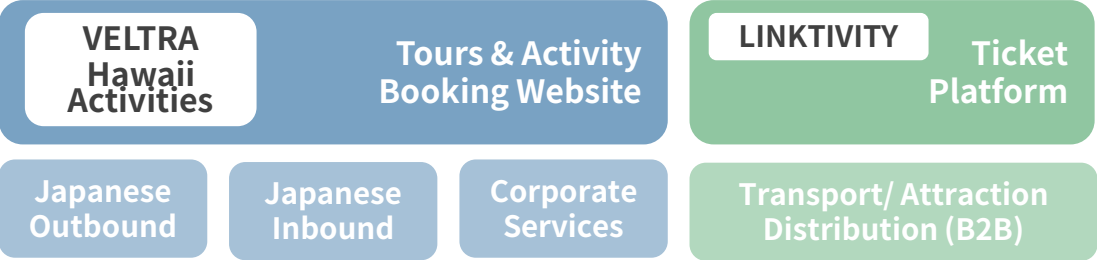 VELTRA
Hawaii
Activities
Tours & Activity
Booking Website
LINKTIVITY
Ticket
Platform
Japanese
Outbound
Japanese
Inbound
Corporate
Services
Transport/ Attraction
Distribution (B2B)